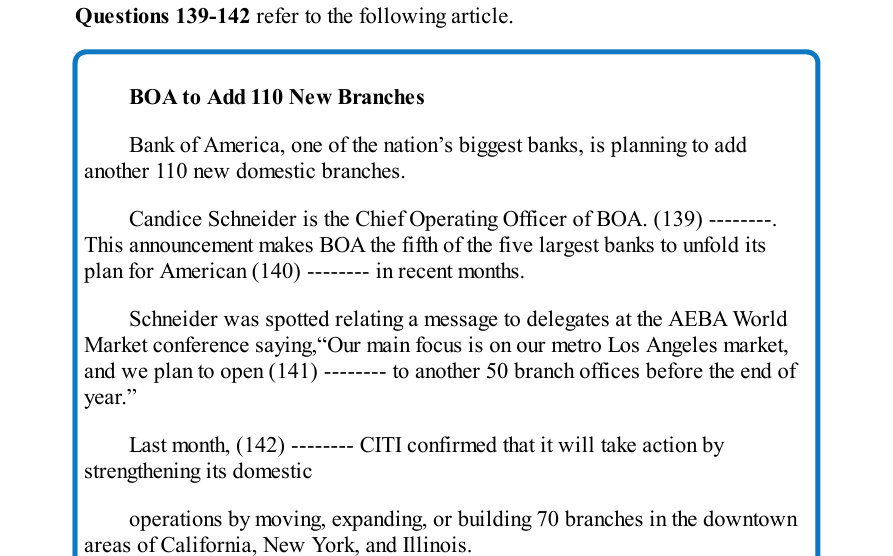 Questions 139-142 refer to the following article.
BOA to Add 110 New Branches
Bank of America, one of the nation’s biggest banks, is planning to add
another 110 new domestic branches.
Candice Schneider is the Chief Operating Officer of BOA. (139) --------.
This announcement makes BOA the fifth of the five largest banks to unfold its
plan for American (140) -------- in recent months.
Schneider was spotted relating a message to delegates at the AEBA World
Market conference saying,“Our main focus is on our metro Los Angeles market,
and we plan to open (141) -------- to another 50 branch offices before the end of
year.”
Last month, (142) -------- CITI confirmed that it will take action by
strengthening its domestic
operations by moving, expanding, or building 70 branches in the downtown
areas of California, New York, and Illinois.